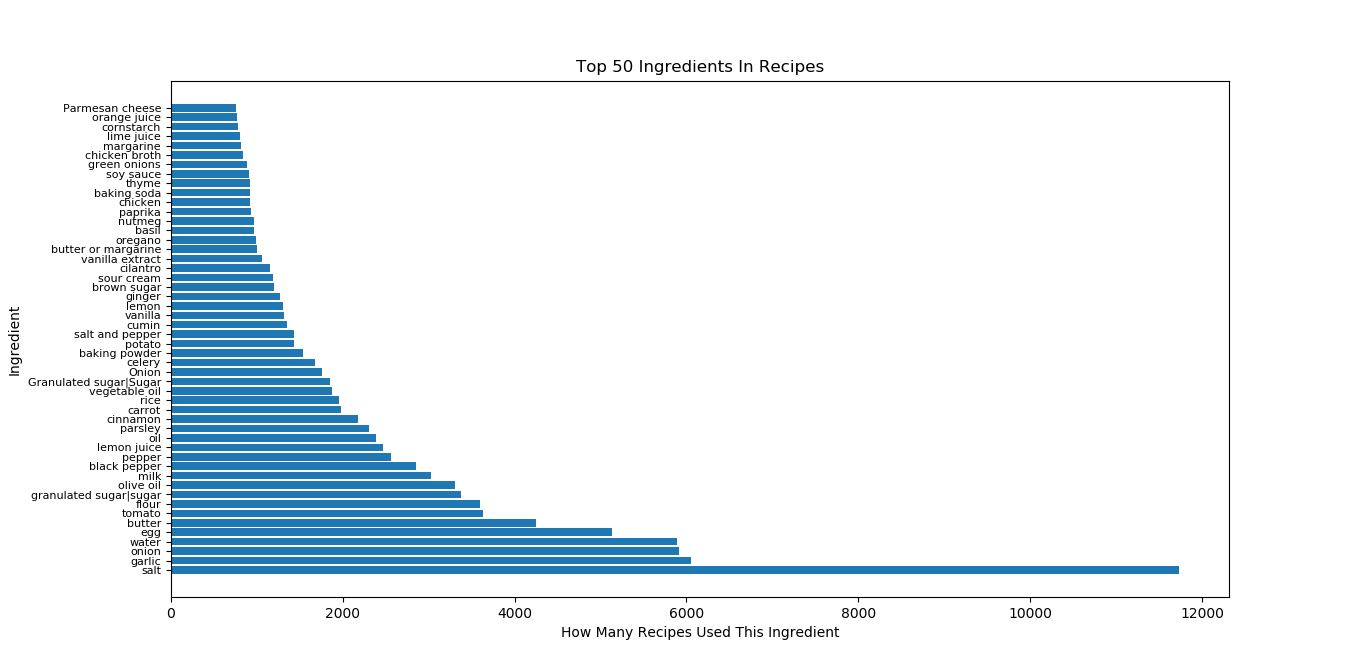 Top 50 Ingredients In Recipes
Parmesan cheese
orange juice
cornstarch
lime juice
margarine
chicken broth
green onions
soy sauce
thyme
baking soda
chicken
paprika
nutmeg
basil
oregano
butter or margarine
vanilla extract
cilantro
sour cream
brown sugar
ginger
lemon
vanilla
cumin
salt and pepper
potato
baking powder
celery
Onion
Granulated sugar|Sugar
vegetable oil
rice
carrot
cinnamon
parsley
oil
lemon juice
pepper
black pepper
milk
olive oil
granulated sugar|sugar
flour
tomato
butter
egg
water
onion
garlic
salt
Ingredient
0 2000 4000 6000 8000 10000 12000
How Many Recipes Used This Ingredient